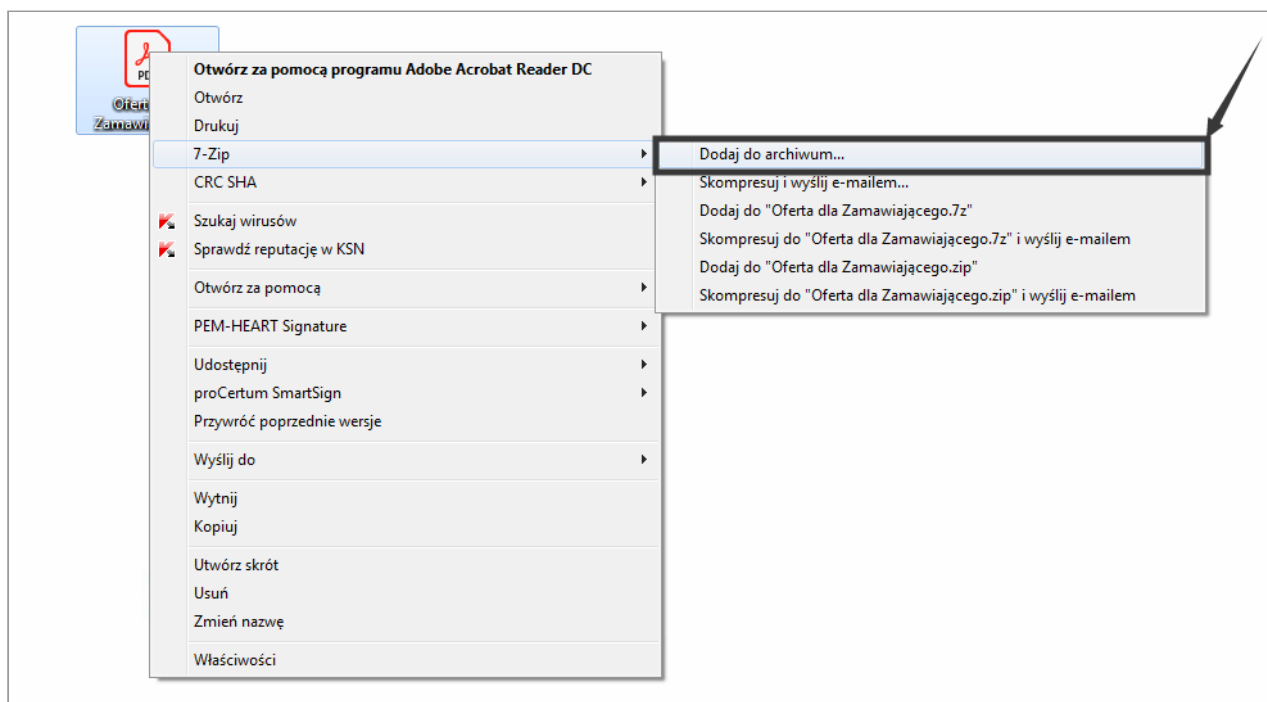 Otwórz za pomocą programu Adobe Acrobat Reader DC
Otwórz
Drukuj
7-Zip
CRC SHA
Szukaj wirusów
Sprawdź reputację w KSN
Otwórz za pomocą
PEM-HEART Signature
Udostępnij
proCertum SmartSign
Przywróć poprzednie wersje
Wyślij do
Wytnij
Kopiuj
Utwórz skrót
Usuń
Zmień nazwę
Właściwości
Dodaj do archiwum...
Skompresuj i wyślij e-mailem...
Dodaj do "Oferta dla Zamawiającego.7z"
Skompresuj do "Oferta dla Zamawiającego.7z" i wyślij e-mailem
Dodaj do "Oferta dla Zamawiającego.zip"
Skompresuj do "Oferta dla Zamawiającego.zip" i wyślij e-mailem